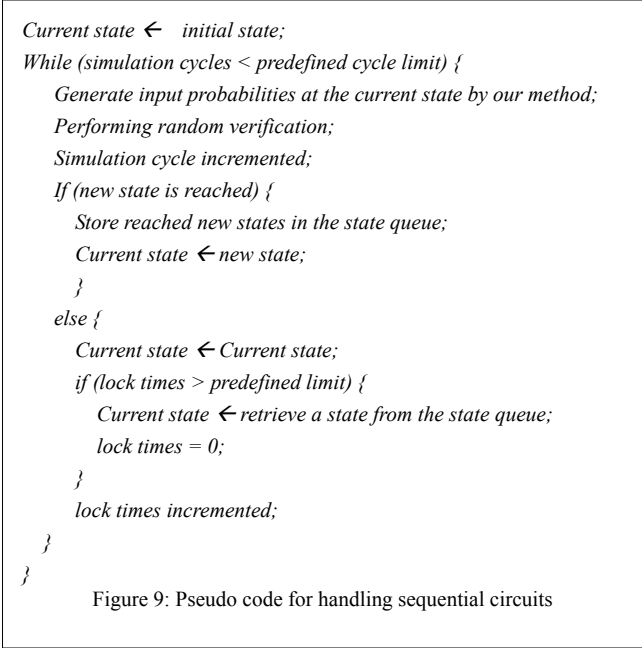 Current state ← initial state;
While (simulation cycles < predefined cycle limit) {
Generate input probabilities at the current state by our method;
Performing random verification;
Simulation cycle incremented;
If (new state is reached) {
Store reached new states in the state queue;
Current state ← new state;
}
else {
Current state ← Current state;
if (lock times > predefined limit) {
Current state ← retrieve a state from the state queue;
lock times = 0;
}
lock times incremented;
}
}
Figure 9: Pseudo code for handling sequential circuits